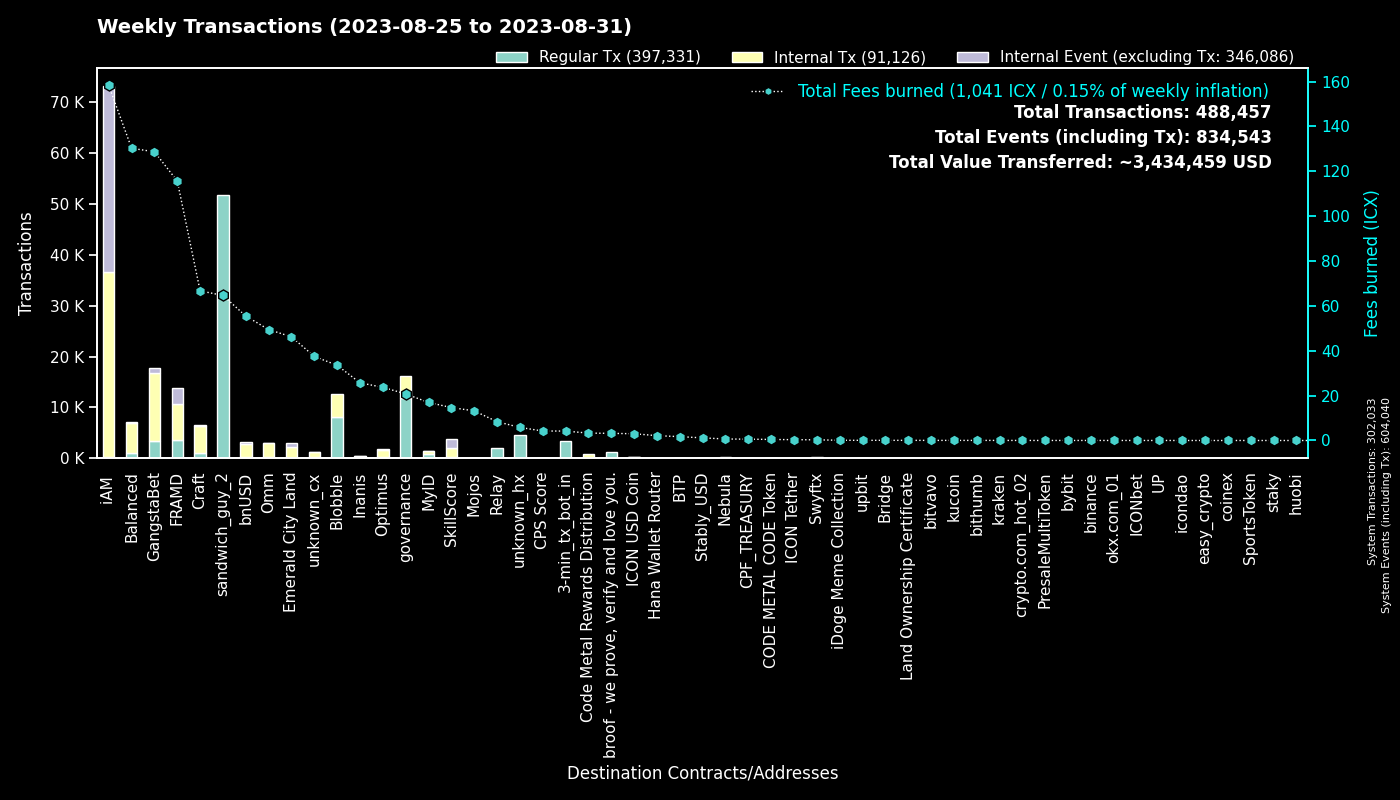 Weekly Transactions (2023-08-25 to 2023-08-31)
Regular Tx (397,331)
Internal Tx (91,126)
Internal Event (excluding Tx: 346,086)
Total Fees burned (1,041 ICX / 0.15% of weekly inflation)
Total Transactions: 488,457
Total Events (including Tx): 834,543
Total Value Transferred: ~3,434,459 USD
Transactions
70 K
60 K
50 K
40 K
30 K
20 K
10 K
0 K
160
140
120
100
80
60
40
20
0
Fees burned (ICX)
System Transactions: 302,033
System Events (including Tx): 604,040
iAM
Balanced
GangstaBet
FRAMD
Craft
sandwich_guy_2
bnUSD
Omm
Emerald City Land
unknown_cx
Blobble
Inanis
Optimus
governance
MyID
SkillScore
Mojos
Relay
unknown_hx
CPS Score
3-min_tx_bot_in
Code Metal Rewards Distribution
broof - we prove, verify and love you.
ICON USD Coin
Hana Wallet Router
BTP
Stably_USD
Nebula
CPF_TREASURY
CODE METAL CODE Token
ICON Tether
Swyftx
iDoge Meme Collection
upbit
Bridge
Land Ownership Certificate
bitvavo
kucoin
bithumb
kraken
crypto.com_hot_02
PresaleMultiToken
bybit
binance
okx.com_01
ICONbet
UP
icondao
easy_crypto
coinex
SportsToken
staky
huobi
Destination Contracts/Addresses